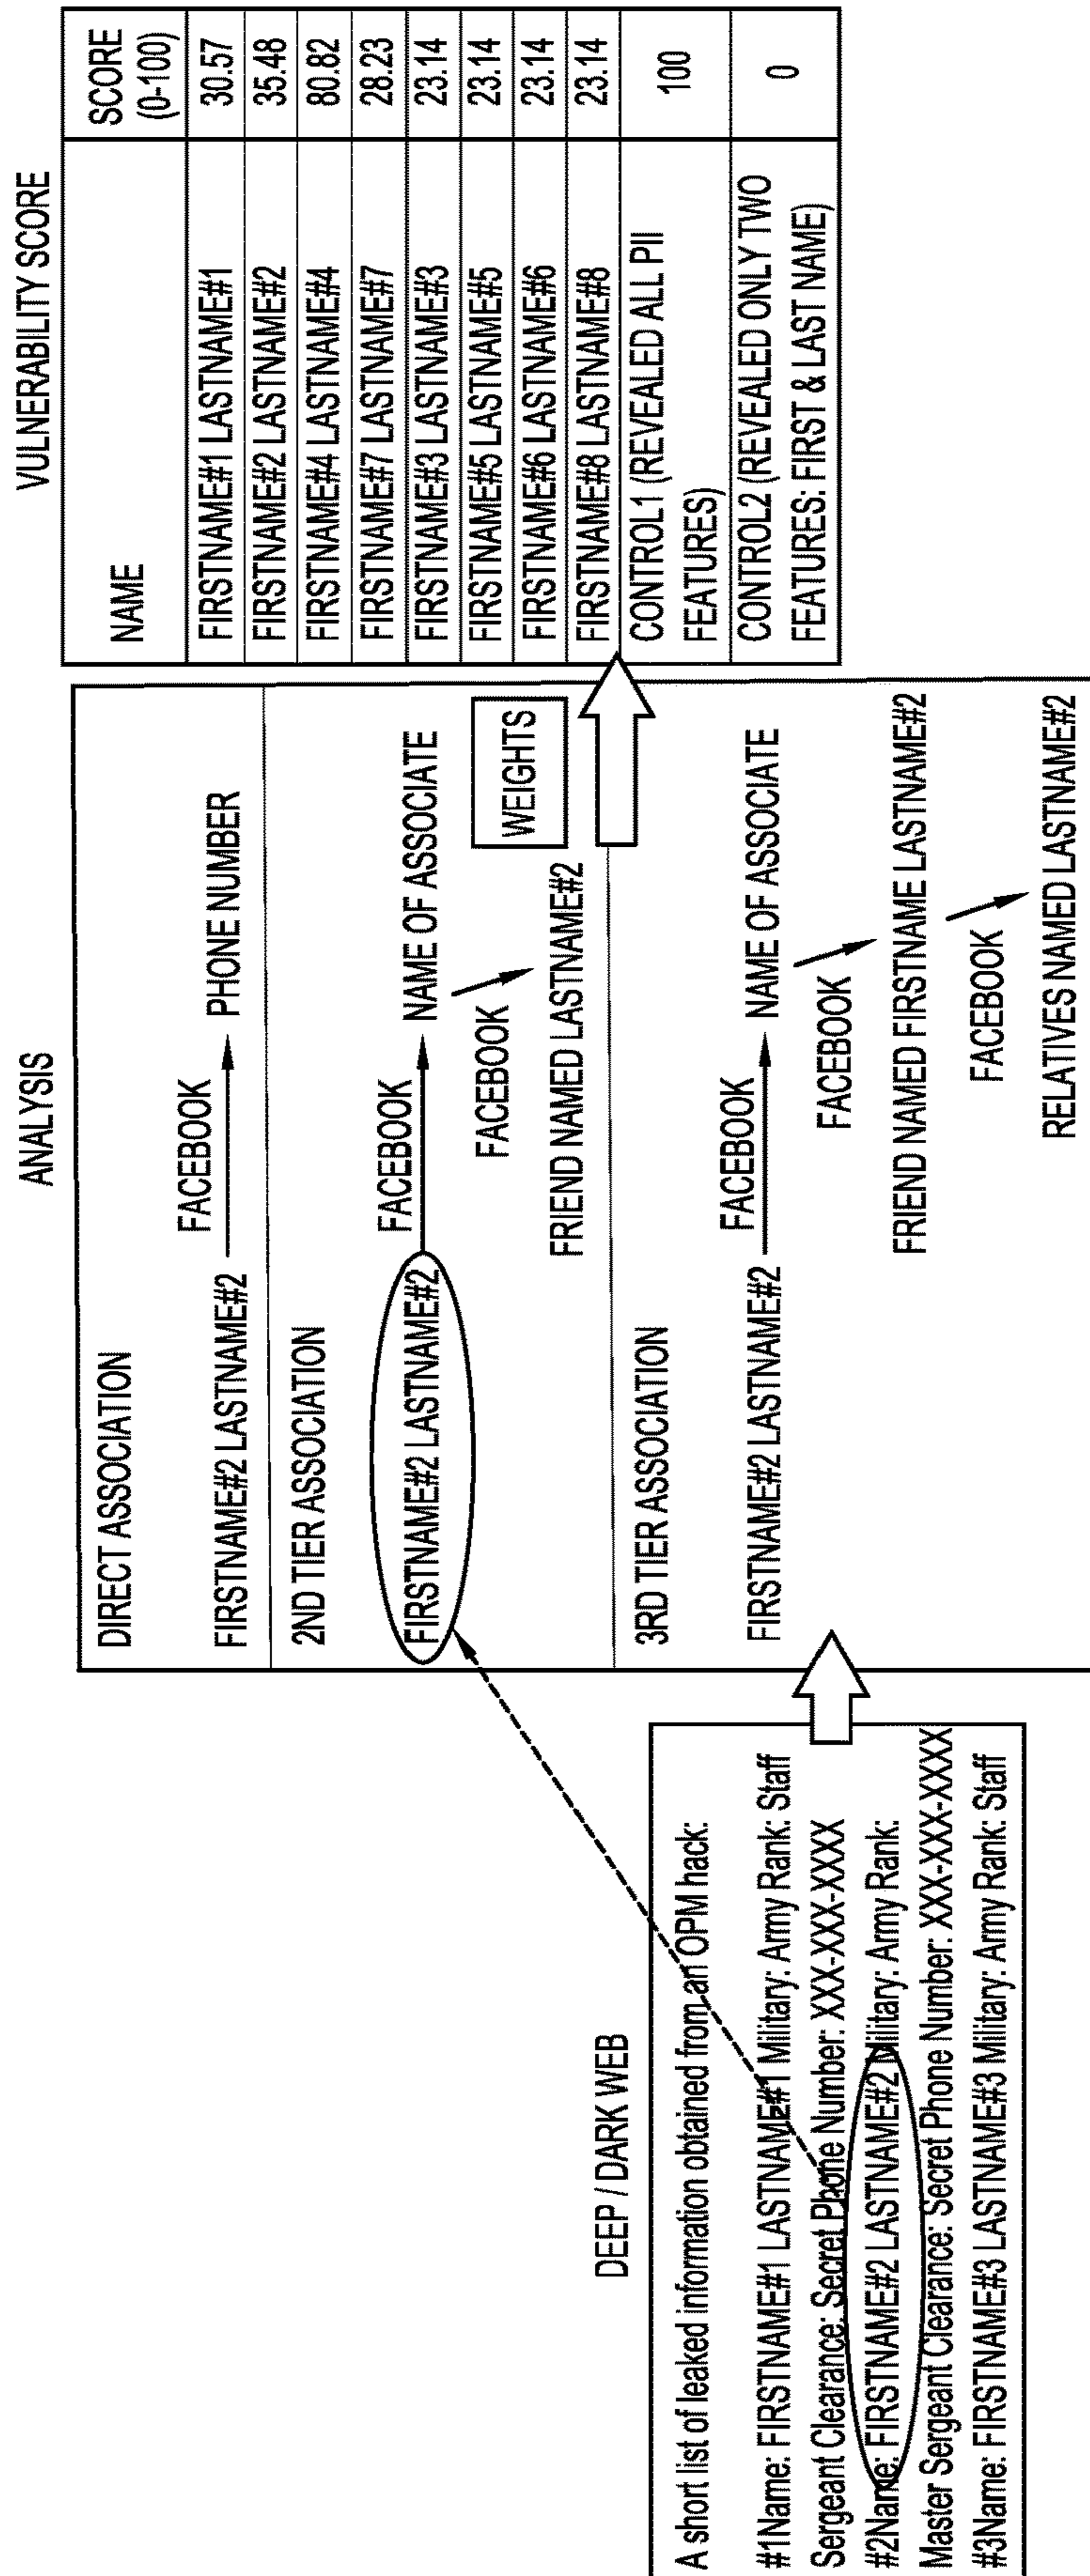 DEEP / DARK WEB
A short list of leaked information obtained from an OPM hack:
#1Name: FIRSTNAME#1 LASTNAME#1 Military: Army Rank: Staff
Sergeant Clearance: Secret Phone Number: XXX-XXX-XXXX
#2Name: FIRSTNAME#2 LASTNAME#2 Military: Army Rank:
Master Sergeant Clearance: Secret Phone Number: XXX-XXX-XXXX
#3Name: FIRSTNAME#3 LASTNAME#3 Military: Army Rank: Staff
ANALYSIS
DIRECT ASSOCIATION
FACEBOOK
FIRSTNAME#2 LASTNAME#2 PHONE NUMBER
2ND TIER ASSOCIATION
FACEBOOK
FIRSTNAME#2 LASTNAME#2 NAME OF ASSOCIATE
FACEBOOK
FRIEND NAMED LASTNAME#2
WEIGHTS
3RD TIER ASSOCIATION
FACEBOOK
FIRSTNAME#2 LASTNAME#2 NAME OF ASSOCIATE
FACEBOOK
FRIEND NAMED FIRSTNAME LASTNAME#2
FACEBOOK
RELATIVES NAMED LASTNAME#2
VULNERABILITY SCORE
NAME SCORE
(0-100)
FIRSTNAME#1 LASTNAME#1 30.57
FIRSTNAME#2 LASTNAME#2 35.48
FIRSTNAME#4 LASTNAME#4 80.82
FIRSTNAME#7 LASTNAME#7 28.23
FIRSTNAME#3 LASTNAME#3 23.14
FIRSTNAME#5 LASTNAME#5 23.14
FIRSTNAME#6 LASTNAME#6 23.14
FIRSTNAME#8 LASTNAME#8 23.14
CONTROL1 (REVEALED ALL PII 100
FEATURES)
CONTROL2 (REVEALED ONLY TWO 0
FEATURES: FIRST & LAST NAME)